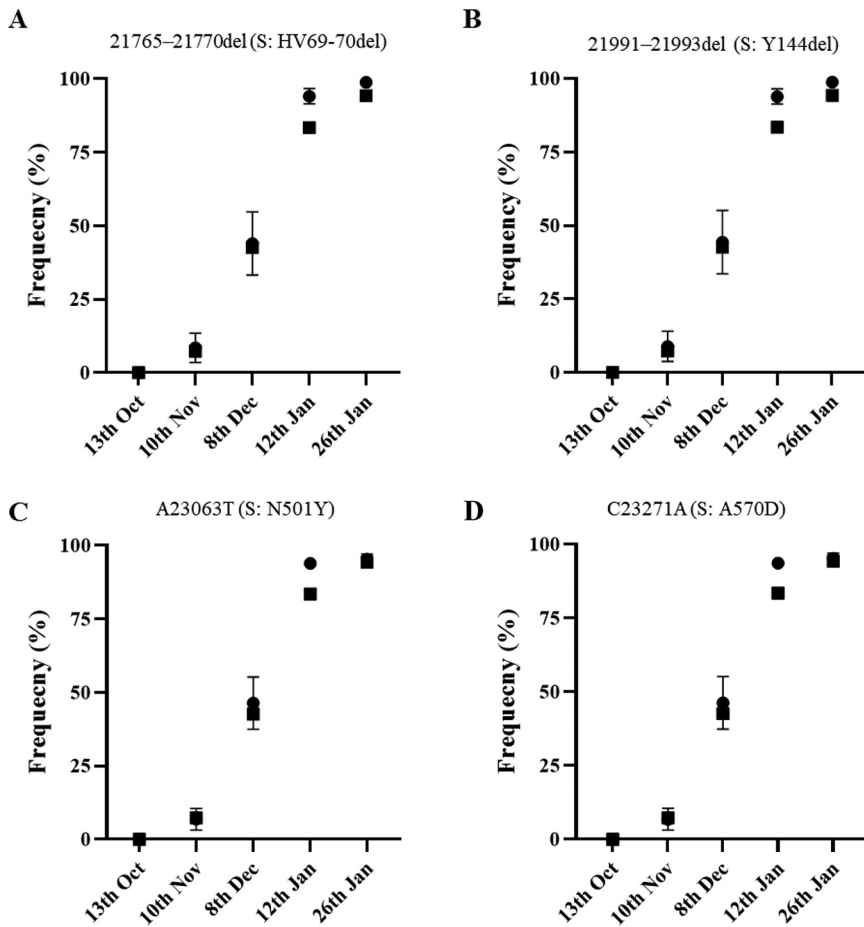 A
21765–21770del (S: HV69-70del)
Frequecny (%)
100
75
50
25
0
13th Oct
10th Nov
8th Dec
12th Jan
26th Jan
B
21991–21993del (S: Y144del)
Frequency (%)
100
75
50
25
0
13th Oct
10th Nov
8th Dec
12th Jan
26th Jan
C
A23063T (S: N501Y)
Frequecny (%)
100
75
50
25
0
13th Oct
10th Nov
8th Dec
12th Jan
26th Jan
D
C23271A (S: A570D)
Frequecny (%)
100
75
50
25
0
13th Oct
10th Nov
8th Dec
12th Jan
26th Jan